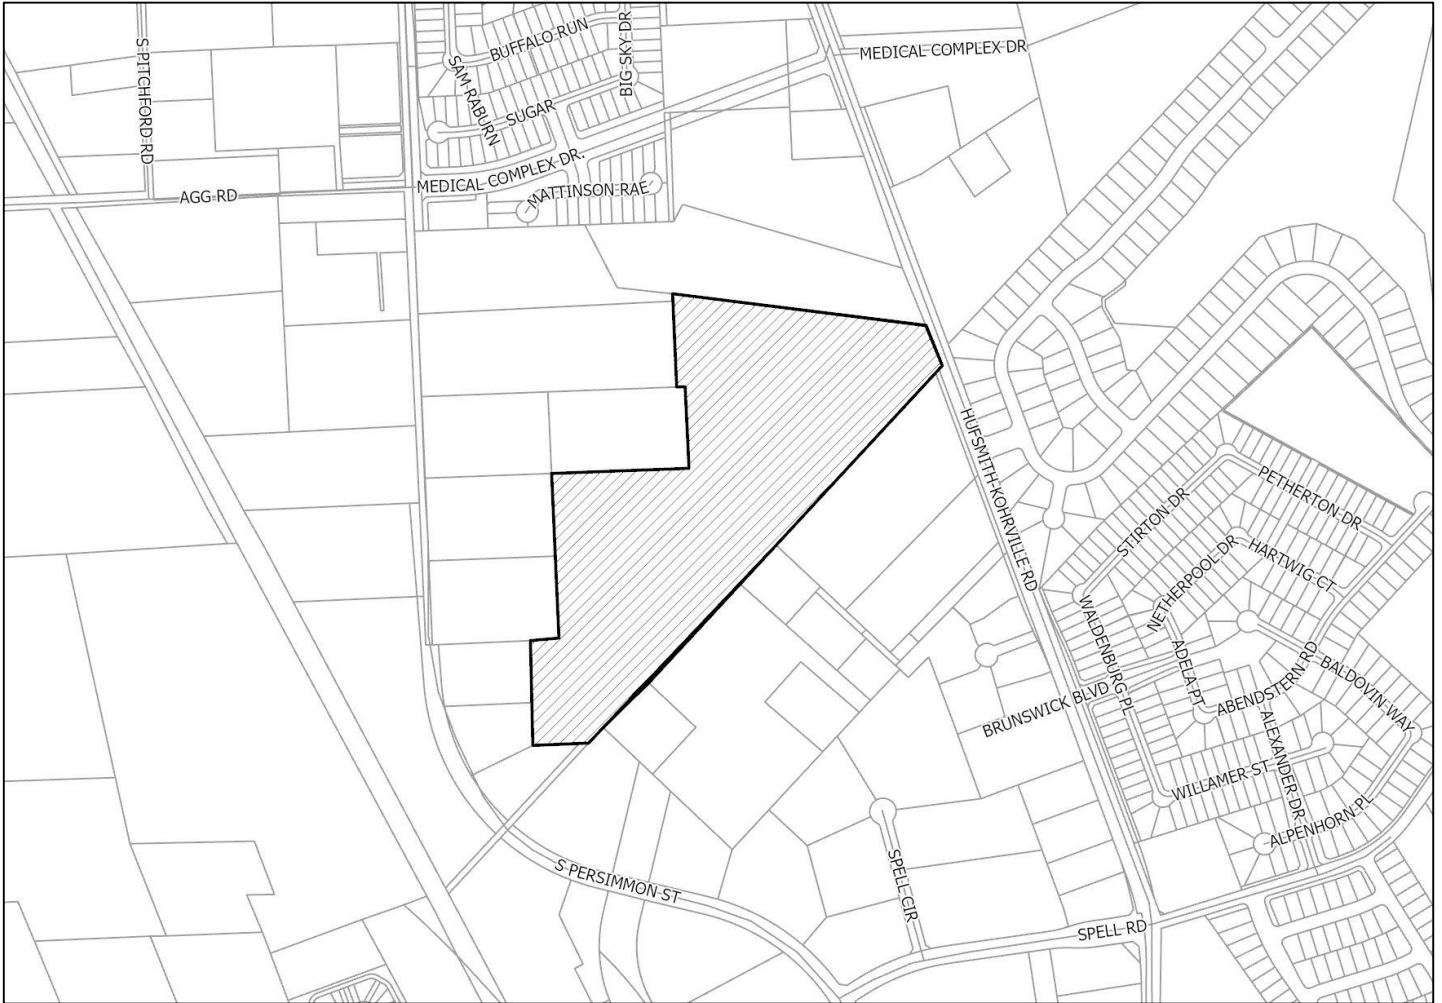 S PITCHFORD RD
BUFFALO RUN
BIG SKY DR
MEDICAL COMPLEX DR
SAM RABURN
SUGAR
AGG RD
MEDICAL COMPLEX DR.
MATTINSON RAE
HUFSMITH-KOHRVILLE RD
PETHERTON DR
STIRTON DR
HARTWIG CT
NETHERPOOL DR
WALDENBURG PL
ADELA PT
ABENDSTERN RD
BALDOVIN WAY
BRUNSWICK BLVD
ALEXANDER DR
WILLAMER ST
ALPENHORN PL
S PERSIMMON ST
SPELL CIR
SPELL RD